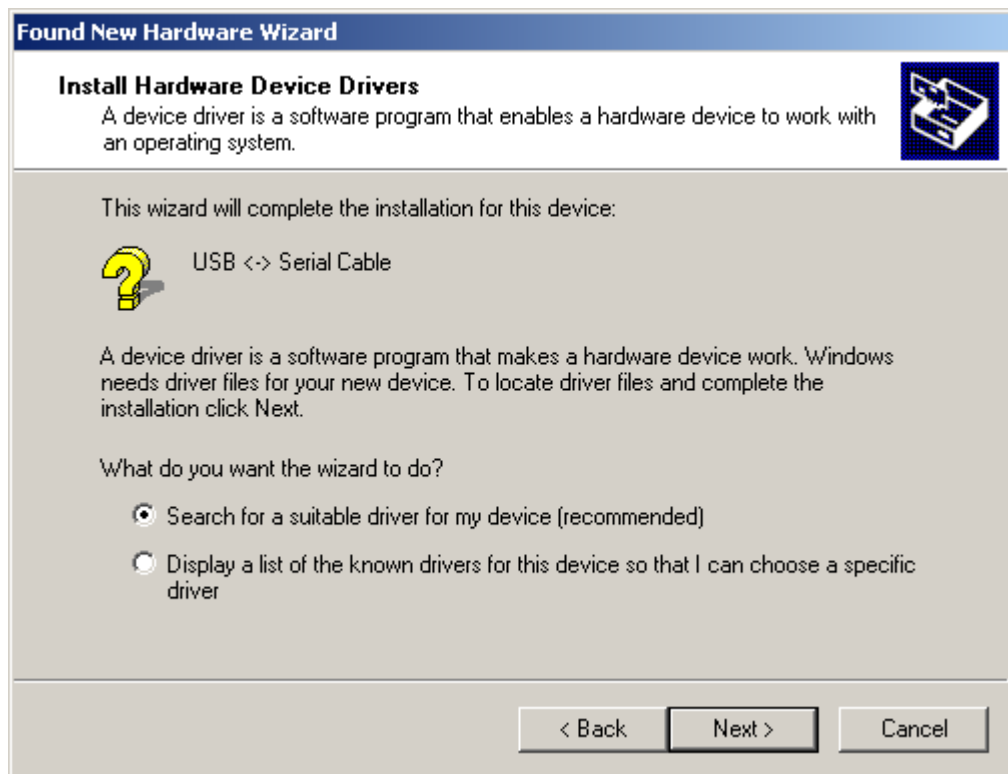 Found New Hardware Wizard
Install Hardware Device Drivers
A device driver is a software program that enables a hardware device to work with
an operating system.
This wizard will complete the installation for this device:
USB <-> Serial Cable
A device driver is a software program that makes a hardware device work. Windows
needs driver files for your new device. To locate driver files and complete the
installation click Next.
What do you want the wizard to do?
Search for a suitable driver for my device (recommended)
Display a list of the known drivers for this device so that I can choose a specific
driver
< Back Next > Cancel